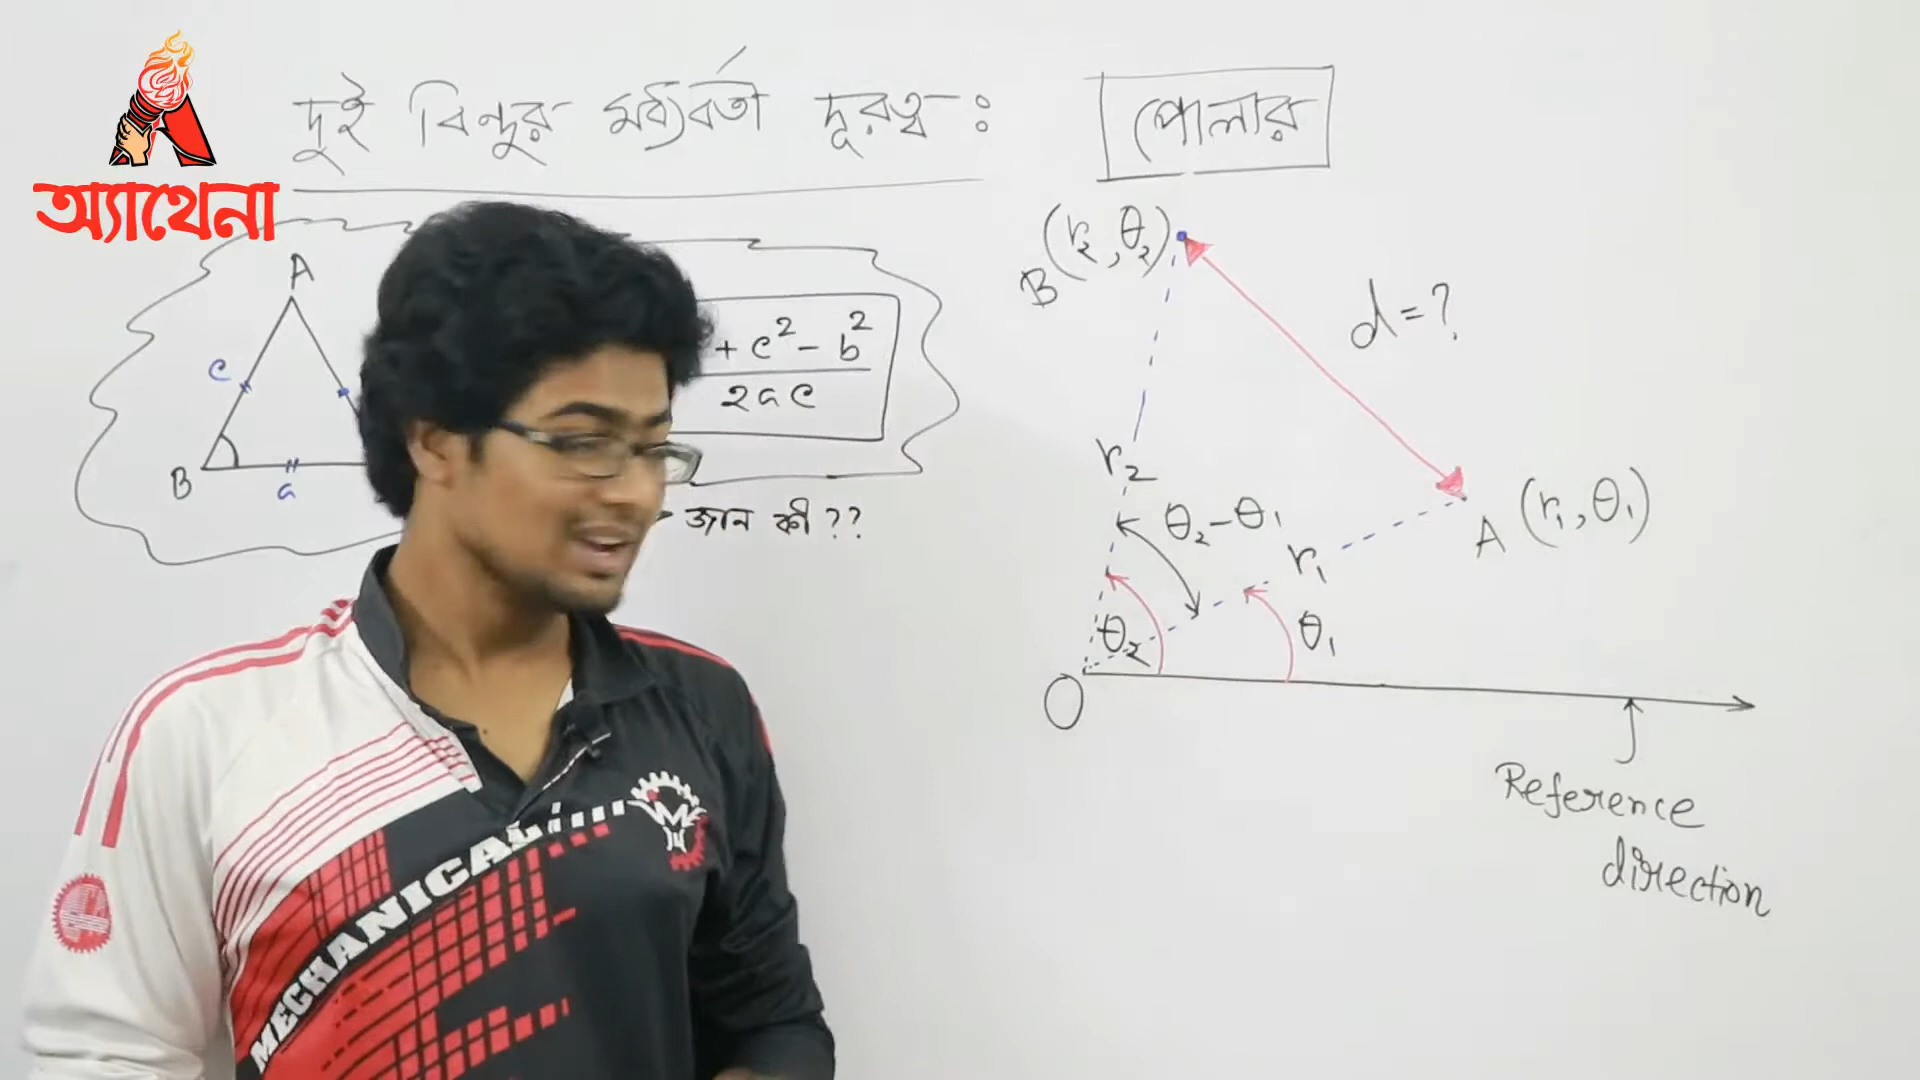 অ্যাথেনা
দুই বিন্দুর মধ্যবর্তী দূরত্ব :
পোলার
A
c
B
a
+ c² - b²
2ac
জান কী ??
B (r₂, θ₂)
d = ?
r₂
θ₂-θ₁
r₁
A (r₁, θ₁)
θ₂
θ₁
O
Reference
direction
MECHANICAL
M